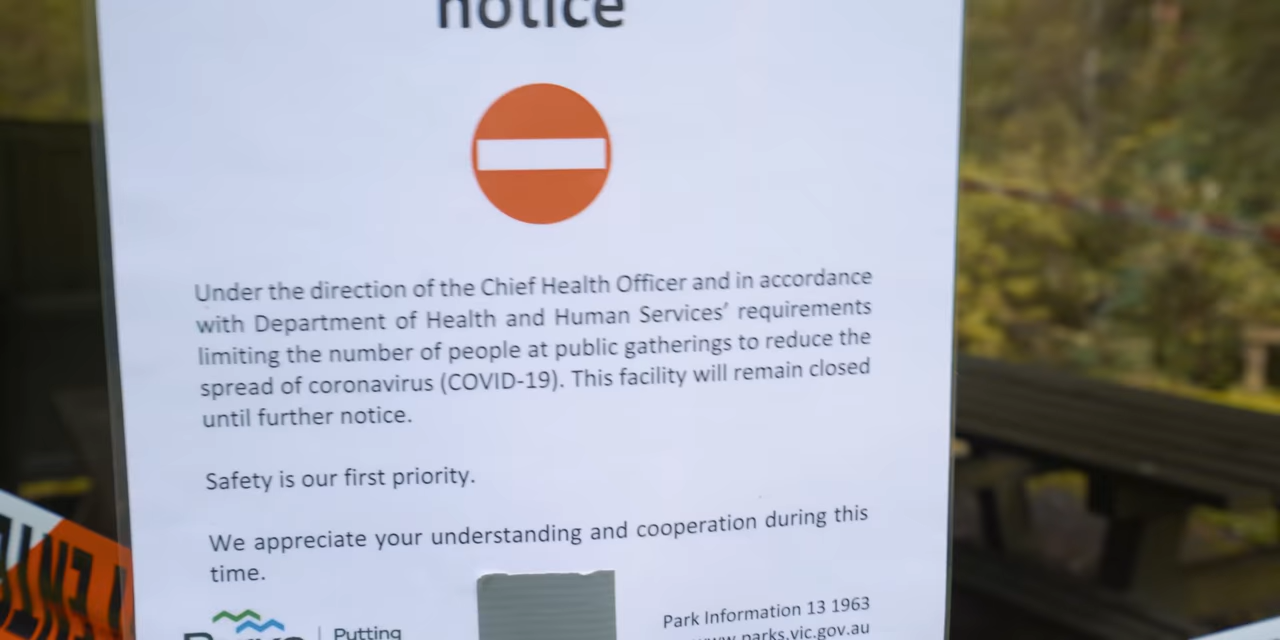 notice
Under the direction of the Chief Health Officer and in accordance
with Department of Health and Human Services’ requirements
limiting the number of people at public gatherings to reduce the
spread of coronavirus (COVID-19). This facility will remain closed
until further notice.
Safety is our first priority.
We appreciate your understanding and cooperation during this
time.
Putting
Park Information 13 1963
www.parks.vic.gov.au